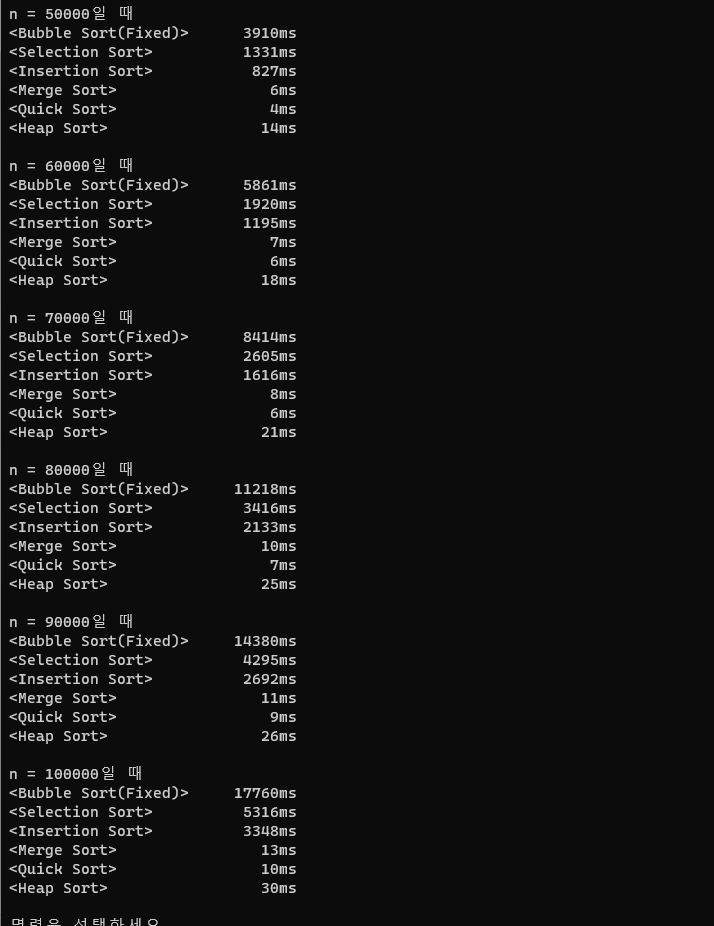 n = 50000일 때
<Bubble Sort(Fixed)> 3910ms
<Selection Sort> 1331ms
<Insertion Sort> 827ms
<Merge Sort> 6ms
<Quick Sort> 4ms
<Heap Sort> 14ms
n = 60000일 때
<Bubble Sort(Fixed)> 5861ms
<Selection Sort> 1920ms
<Insertion Sort> 1195ms
<Merge Sort> 7ms
<Quick Sort> 6ms
<Heap Sort> 18ms
n = 70000일 때
<Bubble Sort(Fixed)> 8414ms
<Selection Sort> 2605ms
<Insertion Sort> 1616ms
<Merge Sort> 8ms
<Quick Sort> 6ms
<Heap Sort> 21ms
n = 80000일 때
<Bubble Sort(Fixed)> 11218ms
<Selection Sort> 3416ms
<Insertion Sort> 2133ms
<Merge Sort> 10ms
<Quick Sort> 7ms
<Heap Sort> 25ms
n = 90000일 때
<Bubble Sort(Fixed)> 14380ms
<Selection Sort> 4295ms
<Insertion Sort> 2692ms
<Merge Sort> 11ms
<Quick Sort> 9ms
<Heap Sort> 26ms
n = 100000일 때
<Bubble Sort(Fixed)> 17760ms
<Selection Sort> 5316ms
<Insertion Sort> 3348ms
<Merge Sort> 13ms
<Quick Sort> 10ms
<Heap Sort> 30ms
명령을 선택하세요